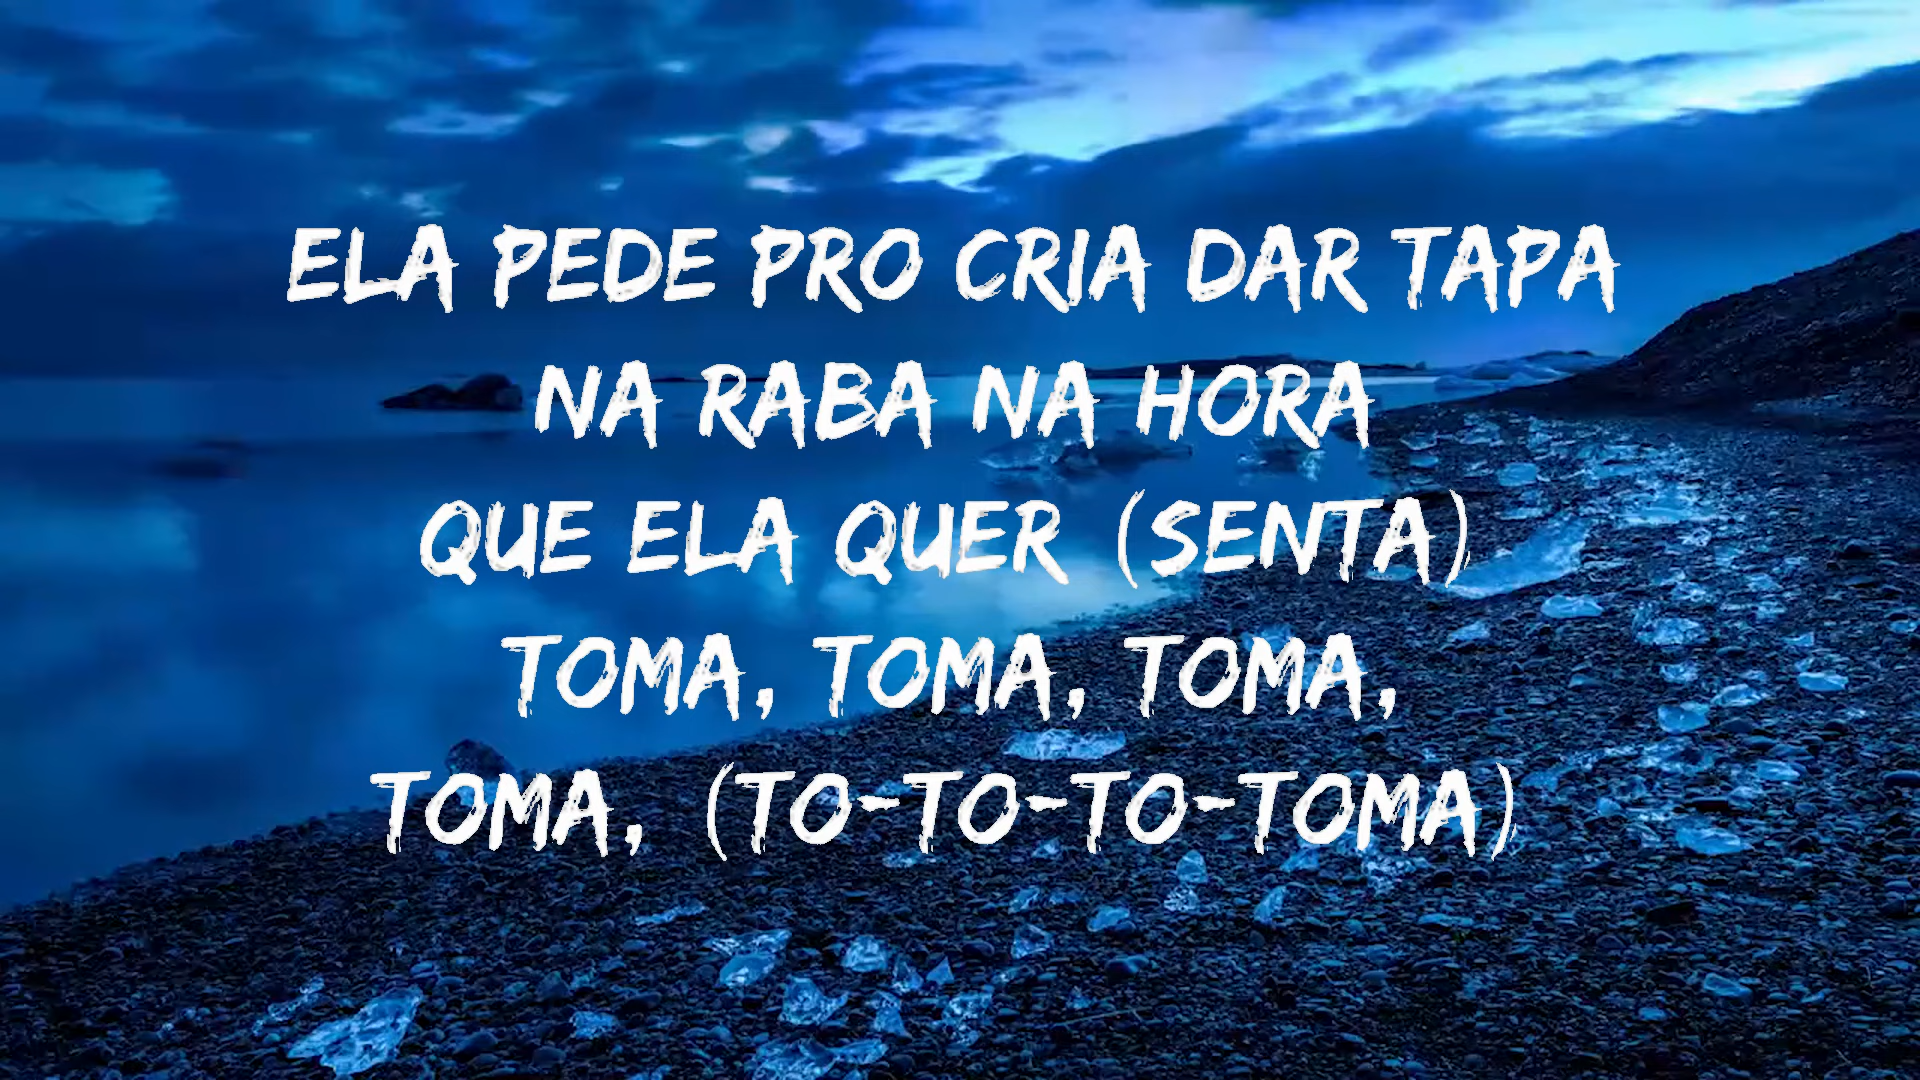 ELA PEDE PRO CRIA DAR TAPA
NA RABA NA HORA
QUE ELA QUER (SENTA)
TOMA, TOMA, TOMA,
TOMA, (TO-TO-TO-TOMA)